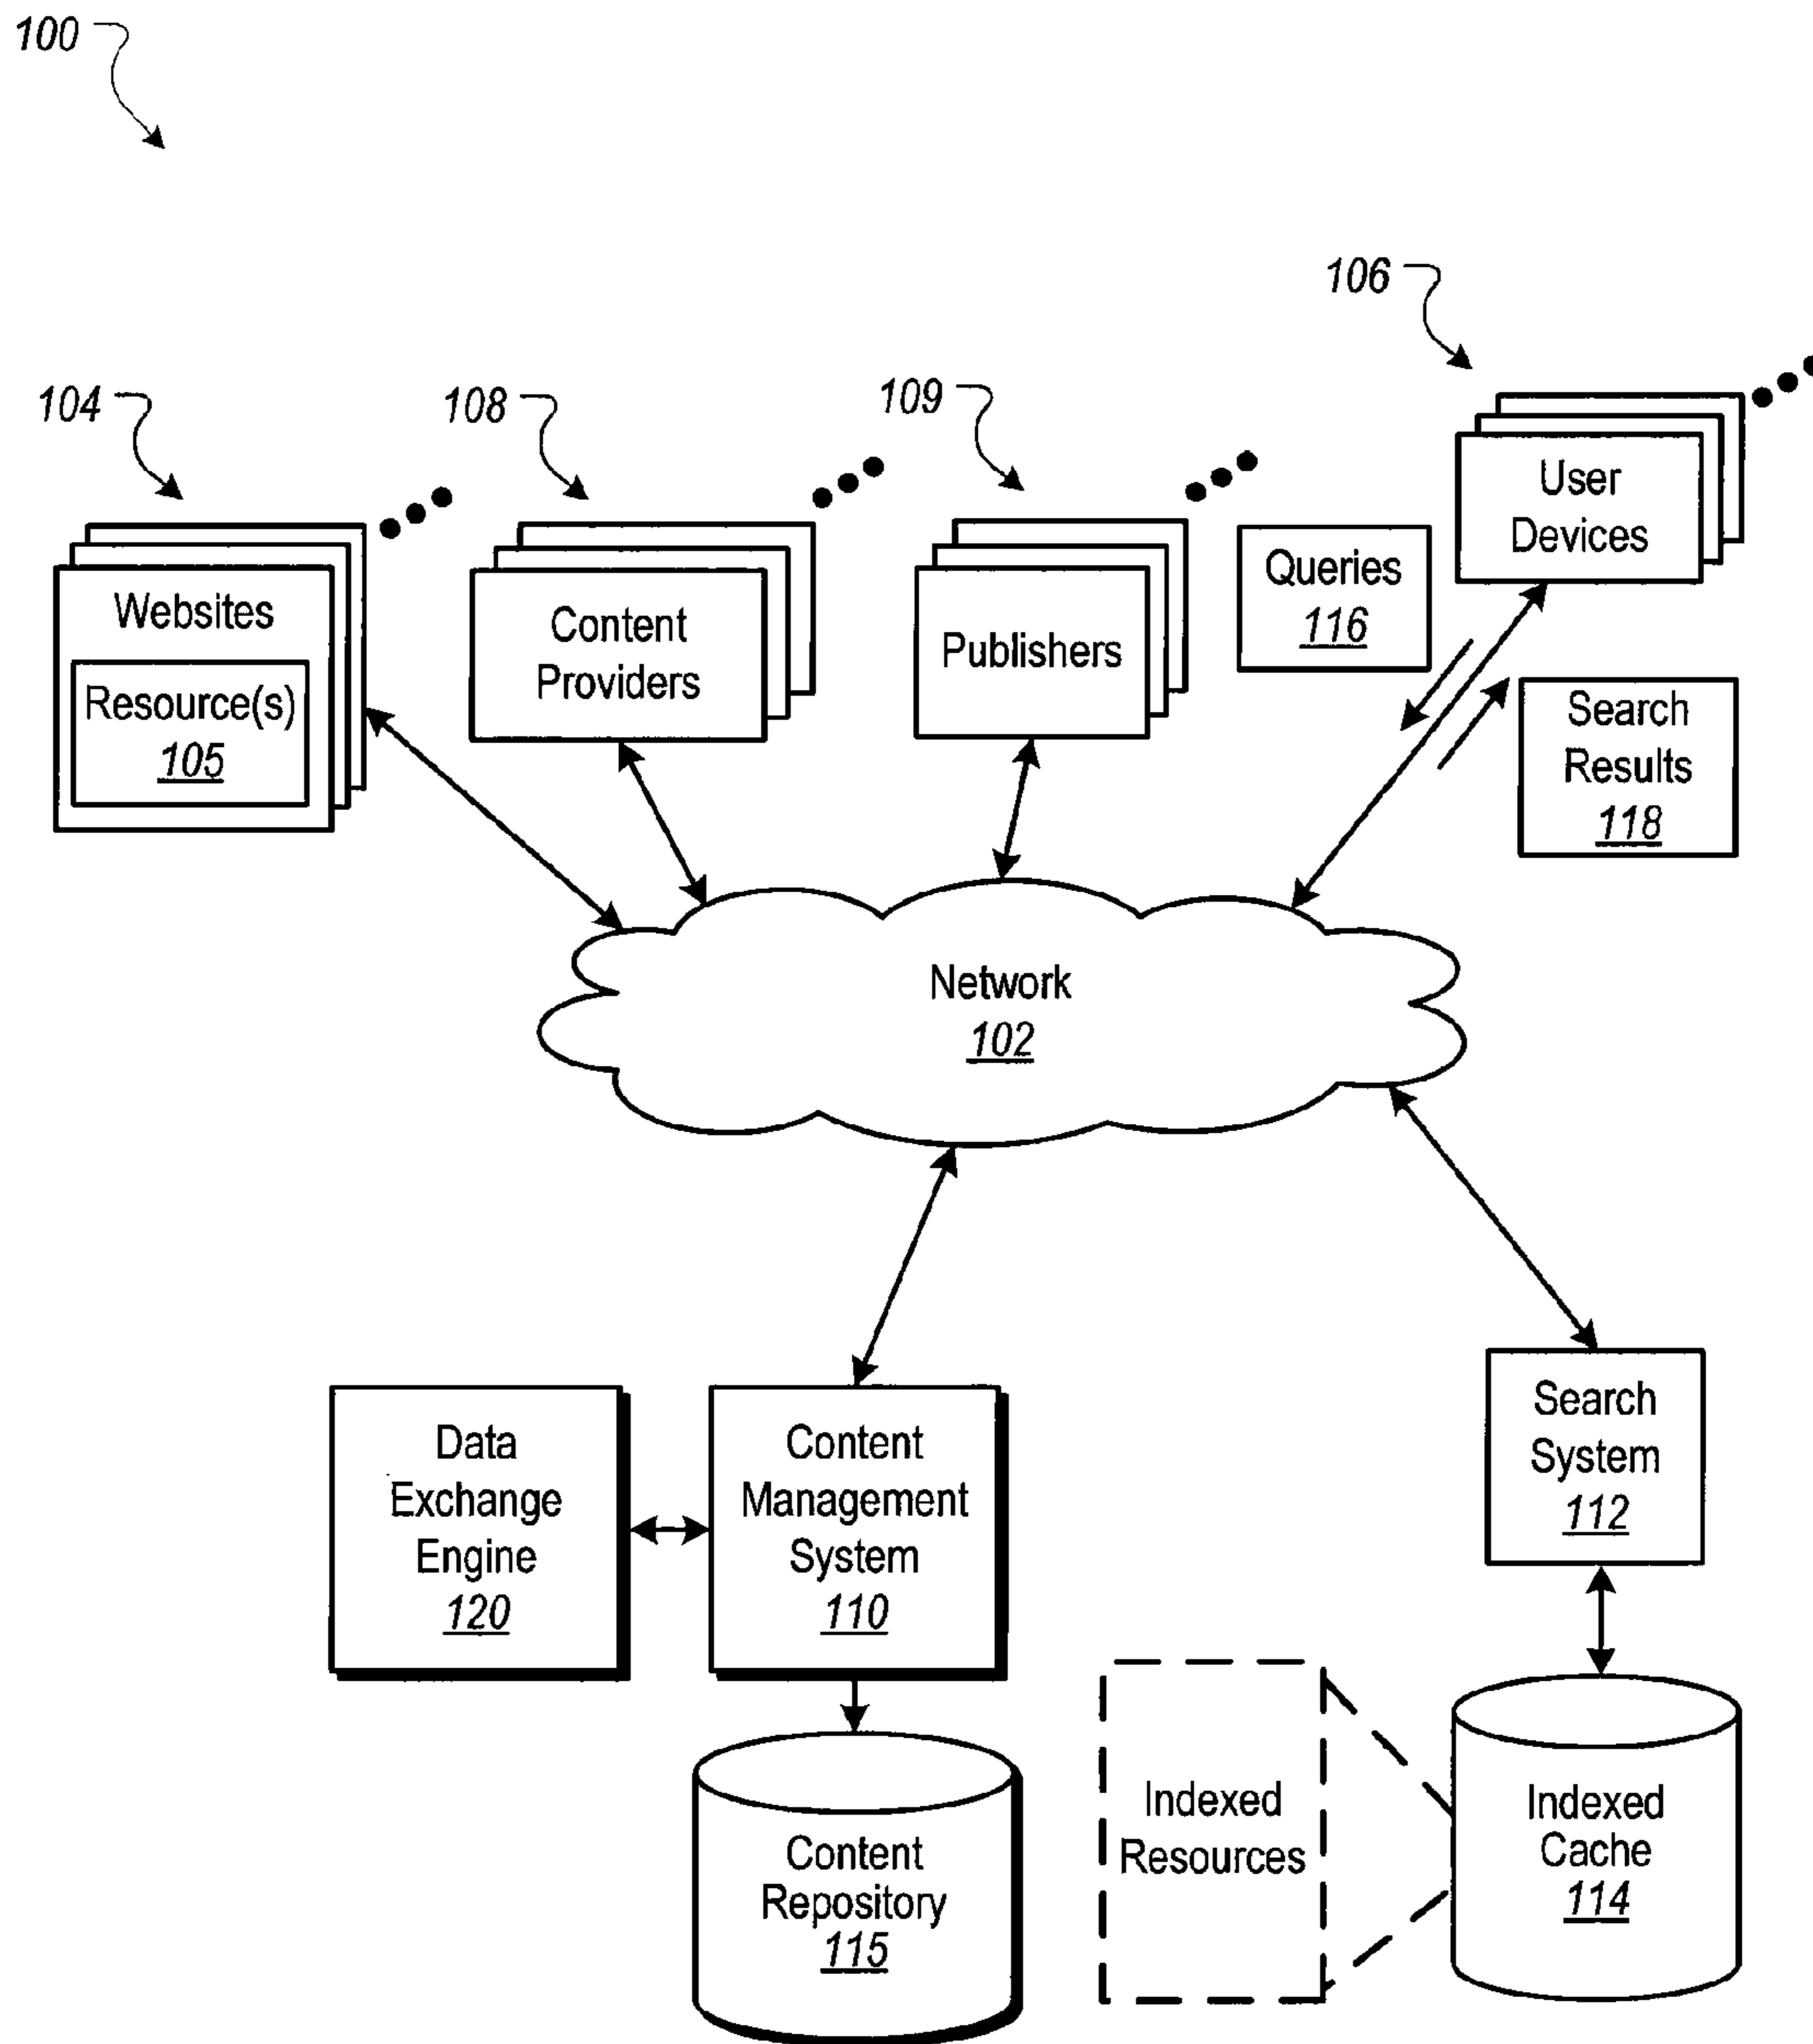 100
106
104
108
109
User
Devices
Queries
116
Websites
Resource(s)
105
Content
Providers
Publishers
Search
Results
118
Network
102
Data
Exchange
Engine
120
Content
Management
System
110
Search
System
112
Content
Repository
115
Indexed
Resources
Indexed
Cache
114